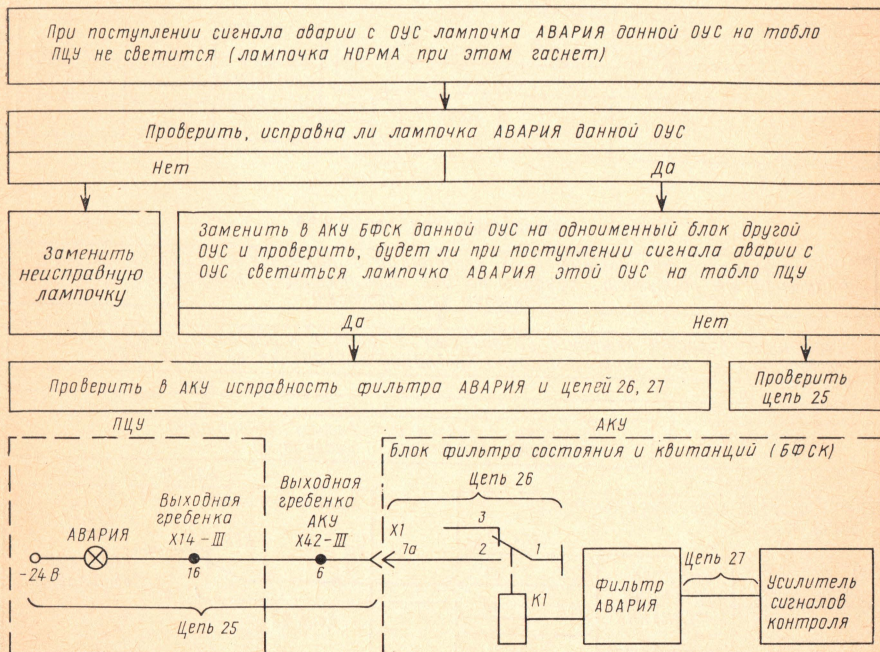 При поступлении сигнала аварии с ОУС лампочка АВАРИЯ данной ОУС на табло
ПЦУ не светится (лампочка НОРМА при этом гаснет)
Проверить, исправна ли лампочка АВАРИЯ данной ОУС
Нет
Да
Заменить
неисправную
лампочку
Заменить в АКУ БФСК данной ОУС на одноименный блок другой
ОУС и проверить, будет ли при поступлении сигнала аварии с
ОУС светиться лампочка АВАРИЯ этой ОУС на табло ПЦУ
Да
Нет
Проверить в АКУ исправность фильтра АВАРИЯ и цепей 26, 27
Проверить
цепь 25
ПЦУ
АКУ
Блок фильтра состояния и квитанций (БФСК)
Цепь 26
АВАРИЯ
Выходная
гребенка
Х14-III
Выходная
гребенка
АКУ
Х42-III
Х1
7а
3
2
1
-24 В
16
6
К1
Фильтр
АВАРИЯ
Цепь 27
Усилитель
сигналов
контроля
Цепь 25